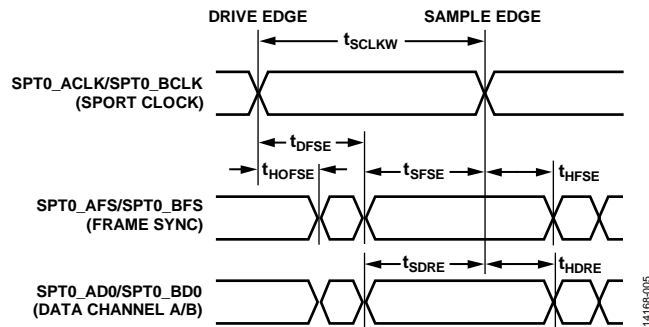 DRIVE EDGE
SAMPLE EDGE
tSCLKW
SPT0_ACLK/SPT0_BCLK
(SPORT CLOCK)
tDFSE
tHOFSE
tSFSE
tHFSE
SPT0_AFS/SPT0_BFS
(FRAME SYNC)
tSDRE
tHDRE
SPT0_AD0/SPT0_BD0
(DATA CHANNEL A/B)
14168-005